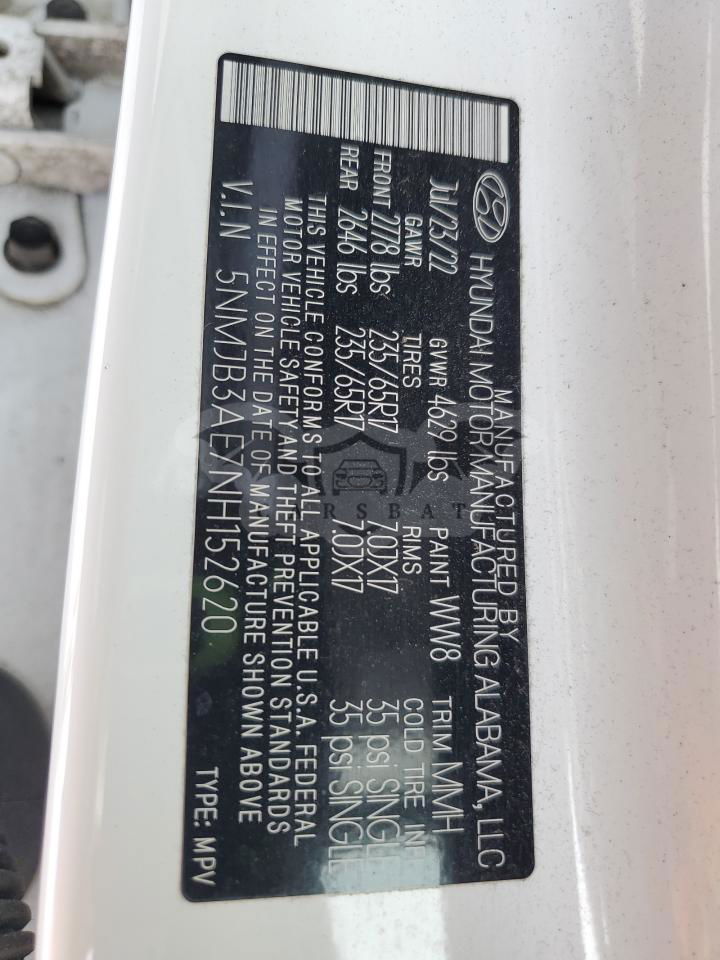 MANUFACTURED BY
HYUNDAI MOTOR MANUFACTURING ALABAMA, LLC
Jul/23/22 GVWR 4629 lbs PAINT WW8 TRIM MMH
GAWR TIRES RIMS COLD TIRE INF
FRONT 2778 lbs 235/65R17 7.0JX17 35 psi SINGLE
REAR 2646 lbs 235/65R17 7.0JX17 35 psi SINGLE
THIS VEHICLE CONFORMS TO ALL APPLICABLE U.S.A. FEDERAL
MOTOR VEHICLE SAFETY AND THEFT PREVENTION STANDARDS
IN EFFECT ON THE DATE OF MANUFACTURE SHOWN ABOVE
V.I.N 5NMJB3AE7NH152620 TYPE: MPV
CARSBAT